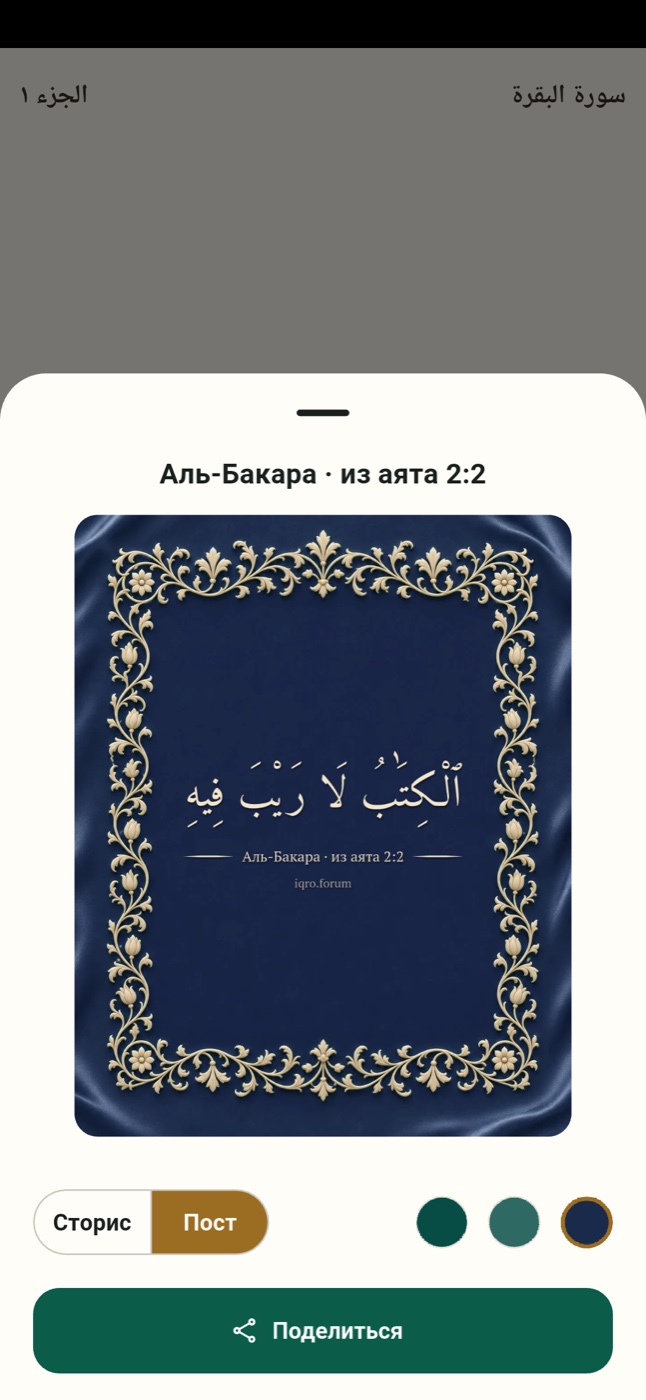 سورة البقرة
الجزء ١
Аль-Бакара · из аята 2:2
ٱلْكِتَٰبُ لَا رَيْبَ فِيهِ
Аль-Бакара · из аята 2:2
iqro.forum
Сторис
Пост
Поделиться